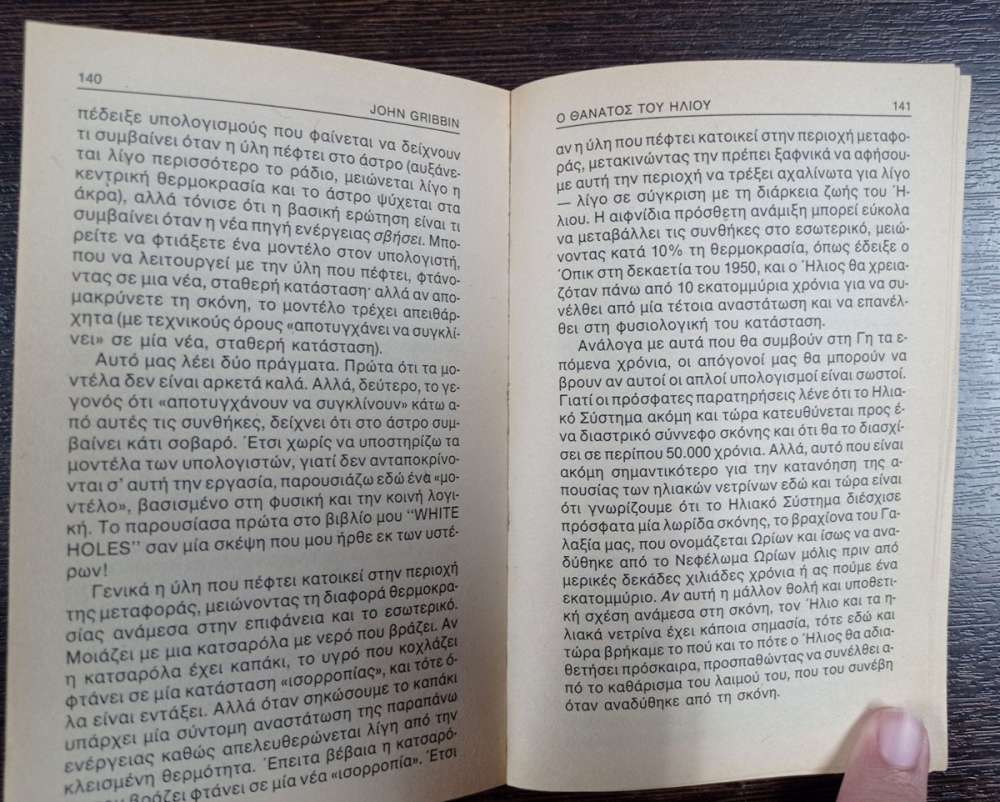 140
JOHN GRIBBIN
πέδειξε υπολογισμούς που φαίνεται να δείχνουν
τι συμβαίνει όταν η ύλη πέφτει στο άστρο (αυξάνε-
ται λίγο περισσότερο το ράδιο, μειώνεται λίγο η
κεντρική θερμοκρασία και το άστρο ψύχεται στα
άκρα), αλλά τόνισε ότι η βασική ερώτηση είναι τι
συμβαίνει όταν η νέα πηγή ενέργειας σβήσει. Μπο-
ρείτε να φτιάξετε ένα μοντέλο στον υπολογιστή,
που να λειτουργεί με την ύλη που πέφτει, φτάνο-
ντας σε μια νέα, σταθερή κατάσταση· αλλά αν απο-
μακρύνετε τη σκόνη, το μοντέλο τρέχει απειθάρ-
χητα (με τεχνικούς όρους «αποτυγχάνει να συγκλί-
νει» σε μία νέα, σταθερή κατάσταση).
Αυτό μας λέει δύο πράγματα. Πρώτα ότι τα μο-
ντέλα δεν είναι αρκετά καλά. Αλλά, δεύτερο, το γε-
γονός ότι «αποτυγχάνουν να συγκλίνουν» κάτω α-
πό αυτές τις συνθήκες, δείχνει ότι στο άστρο συμ-
βαίνει κάτι σοβαρό. Έτσι χωρίς να υποστηρίζω τα
μοντέλα των υπολογιστών, γιατί δεν ανταποκρίνο-
νται σ' αυτή την εργασία, παρουσιάζω εδώ ένα «μο-
ντέλο», βασισμένο στη φυσική και την κοινή λογι-
κή. Το παρουσίασα πρώτα στο βιβλίο μου "WHITE
HOLES" σαν μία σκέψη που μου ήρθε εκ των υστέ-
ρων!
Γενικά η ύλη που πέφτει κατοικεί στην περιοχή
της μεταφοράς, μειώνοντας τη διαφορά θερμοκρα-
σίας ανάμεσα στην επιφάνεια και το εσωτερικό.
Μοιάζει με μια κατσαρόλα με νερό που βράζει. Αν
η κατσαρόλα έχει καπάκι, το υγρό που κοχλάζει
φτάνει σε μία κατάσταση «ισορροπίας», και τότε ό-
λα είναι εντάξει. Αλλά όταν σηκώσουμε το καπάκι
υπάρχει μία σύντομη αναστάτωση της παραπάνω
ενέργειας καθώς απελευθερώνεται λίγη από την
κλεισμένη θερμότητα. Έπειτα βέβαια η κατσαρό-
βράζει φτάνει σε μία νέα «ισορροπία». Έτσι
Ο ΘΑΝΑΤΟΣ ΤΟΥ ΗΛΙΟΥ
141
αν η ύλη που πέφτει κατοικεί στην περιοχή μεταφο-
ράς, μετακινώντας την πρέπει ξαφνικά να αφήσου-
με αυτή την περιοχή να τρέξει αχαλίνωτα για λίγο
— λίγο σε σύγκριση με τη διάρκεια ζωής του Ή-
λιου. Η αιφνίδια πρόσθετη ανάμιξη μπορεί εύκολα
να μεταβάλλει τις συνθήκες στο εσωτερικό, μειώ-
νοντας κατά 10% τη θερμοκρασία, όπως έδειξε ο
Όπικ στη δεκαετία του 1950, και ο Ήλιος θα χρεια-
ζόταν πάνω από 10 εκατομμύρια χρόνια για να συ-
νέλθει από μία τέτοια αναστάτωση και να επανέλ-
θει στη φυσιολογική του κατάσταση.
Ανάλογα με αυτά που θα συμβούν στη Γη τα ε-
πόμενα χρόνια, οι απόγονοί μας θα μπορούν να
βρουν αν αυτοί οι απλοί υπολογισμοί είναι σωστοί.
Γιατί οι πρόσφατες παρατηρήσεις λένε ότι το Ηλια-
κό Σύστημα ακόμη και τώρα κατευθύνεται προς έ-
να διαστρικό σύννεφο σκόνης και ότι θα το διασχί-
σει σε περίπου 50.000 χρόνια. Αλλά, αυτό που είναι
ακόμη σημαντικότερο για την κατανόηση της α-
πουσίας των ηλιακών νετρίνων εδώ και τώρα είναι
ότι γνωρίζουμε ότι το Ηλιακό Σύστημα διέσχισε
πρόσφατα μία λωρίδα σκόνης, το βραχίονα του Γα-
λαξία μας, που ονομάζεται Ωρίων και ίσως να ανα-
δύθηκε από το Νεφέλωμα Ωρίων μόλις πριν από
μερικές δεκάδες χιλιάδες χρόνια ή ας πούμε ένα
εκατομμύριο. Αν αυτή η μάλλον θολή και υποθετι-
κή σχέση ανάμεσα στη σκόνη, τον Ήλιο και τα η-
λιακά νετρίνα έχει κάποια σημασία, τότε εδώ και
τώρα βρήκαμε το πού και το πότε ο Ήλιος θα αδια-
θετήσει πρόσκαιρα, προσπαθώντας να συνέλθει α-
πό το καθάρισμα του λαιμού του, που του συνέβη
όταν αναδύθηκε από τη σκόνη.